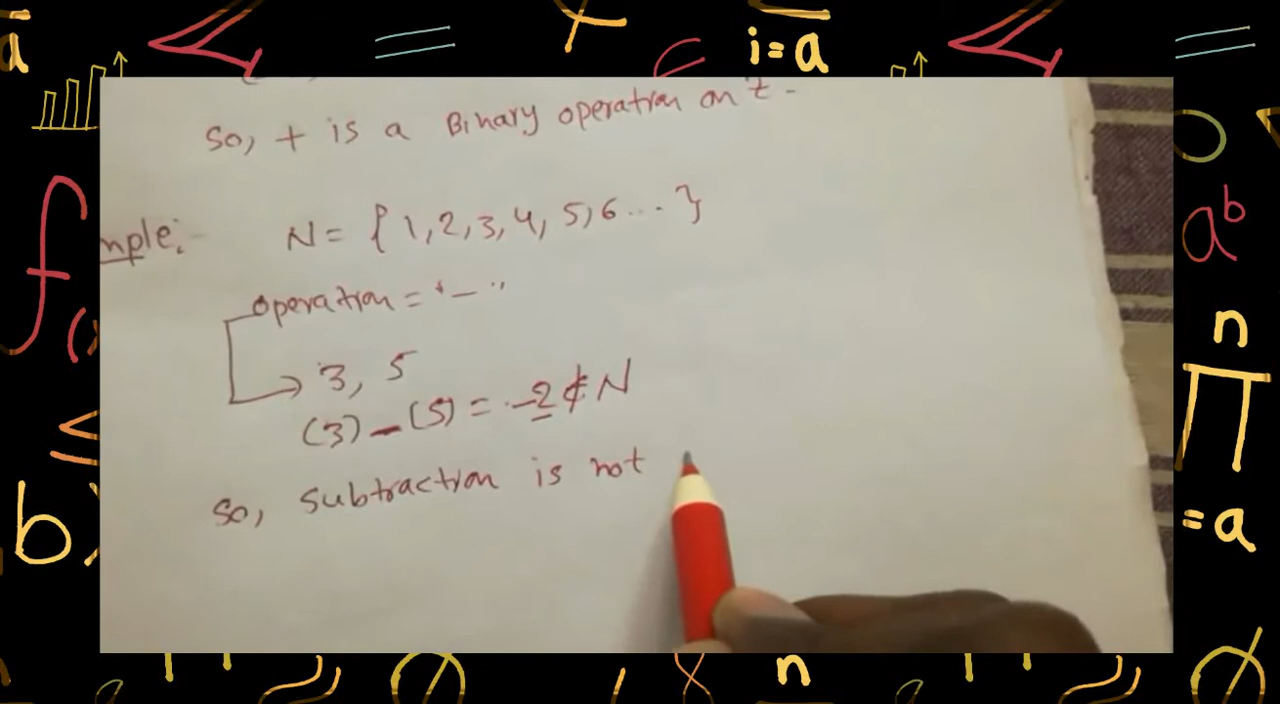 So, + is a Binary operation on Z.
mple:-
N = { 1, 2, 3, 4, 5, 6 ... }
operation = '-"
3, 5
(3) - (5) = -2 ∉ N
So, subtraction is not
a
i=a
=
=
f(
≤
b)
a^b
n
∏
=a
n